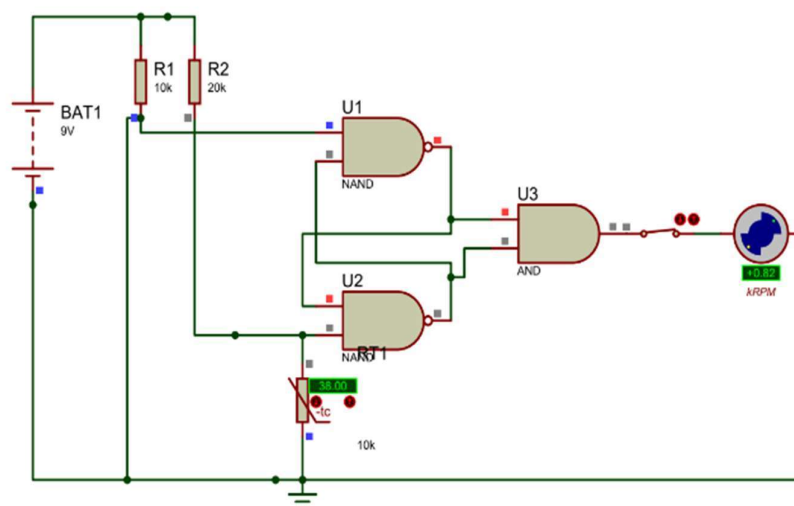 R1
10k
R2
20k
BAT1
9V
U1
NAND
U3
AND
+0.82
kRPM
U2
NAND
RT1
38.00
-tc
10k